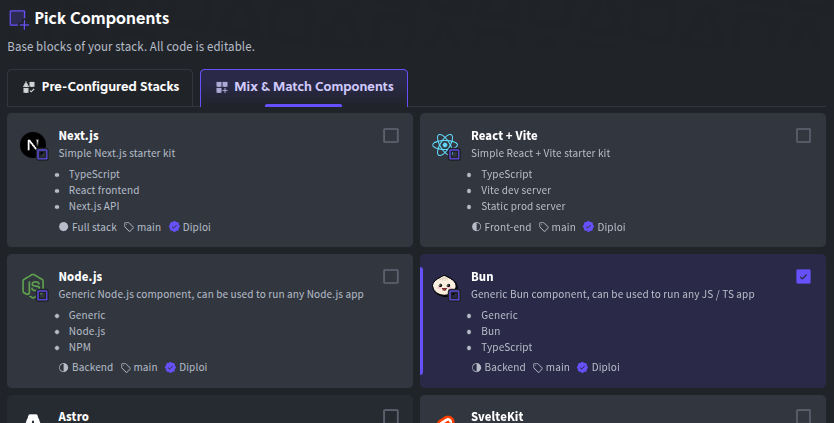 Pick Components
Base blocks of your stack. All code is editable.
Pre-Configured Stacks
Mix & Match Components
N
Next.js
Simple Next.js starter kit
TypeScript
React frontend
Next.js API
Full stack main Diploi
React + Vite
Simple React + Vite starter kit
TypeScript
Vite dev server
Static prod server
Front-end main Diploi
JS
Node.js
Generic Node.js component, can be used to run any Node.js app
Generic
Node.js
NPM
Backend main Diploi
Bun
Generic Bun component, can be used to run any JS / TS app
Generic
Bun
TypeScript
Backend main Diploi
Astro
SvelteKit